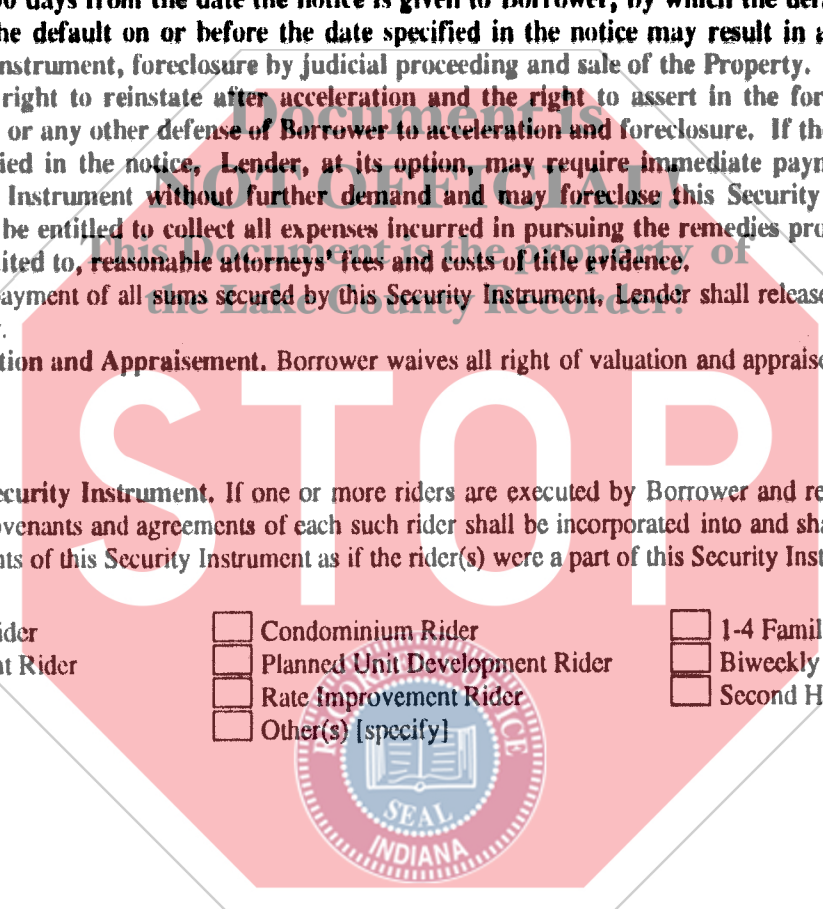 days from the date the notice is given to Borrower, by which the
he default on or before the date specified in the notice may result in a
nstrument, foreclosure by judicial proceeding and sale of the Property.
right to reinstate after acceleration and the right to assert in the for
or any other defense of Borrower to acceleration and foreclosure. If the
ied in the notice, Lender, at its option, may require immediate paym
Instrument without further demand and may foreclose this Security
be entitled to collect all expenses incurred in pursuing the remedies pro
ited to, reasonable attorneys' fees and costs of title evidence.
ayment of all sums secured by this Security Instrument, Lender shall release
y.
tion and Appraisement. Borrower waives all right of valuation and appraise
Document is
NOT OFFICIAL!
This Document is the property of
the Lake County Recorder!
STOP
ecurity Instrument. If one or more riders are executed by Borrower and re
ovenants and agreements of each such rider shall be incorporated into and sha
nts of this Security Instrument as if the rider(s) were a part of this Security Inst
ider
nt Rider
Condominium Rider
Planned Unit Development Rider
Rate Improvement Rider
Other(s) [specify]
1-4 Famil
Biweekly
Second H
SEAL
INDIANA